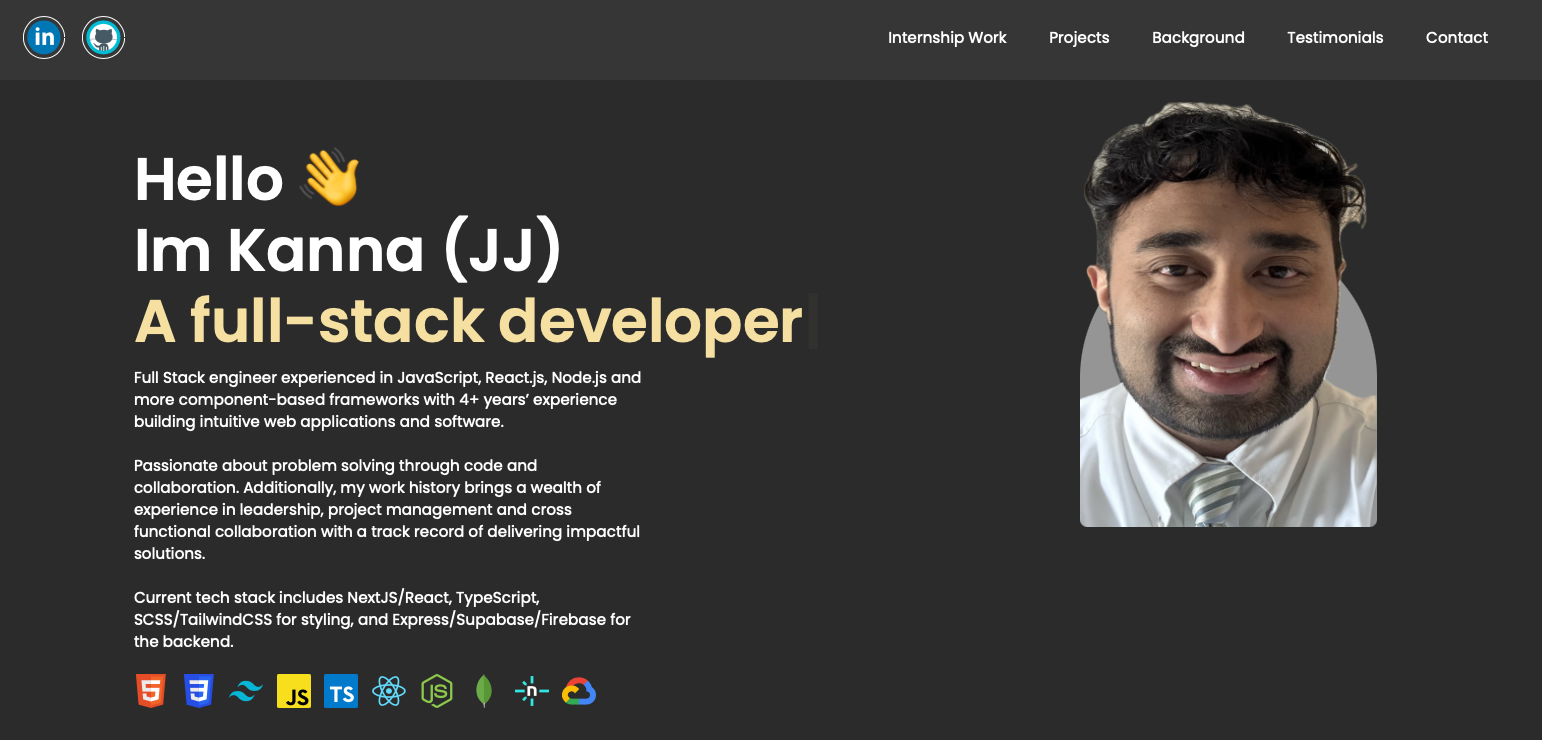 in
Internship Work
Projects
Background
Testimonials
Contact
Hello 👋
Im Kanna (JJ)
A full-stack developer
Full Stack engineer experienced in JavaScript, React.js, Node.js and
more component-based frameworks with 4+ years’ experience
building intuitive web applications and software.
Passionate about problem solving through code and
collaboration. Additionally, my work history brings a wealth of
experience in leadership, project management and cross
functional collaboration with a track record of delivering impactful
solutions.
Current tech stack includes NextJS/React, TypeScript,
SCSS/TailwindCSS for styling, and Express/Supabase/Firebase for
the backend.
5 3 JS TS JS n